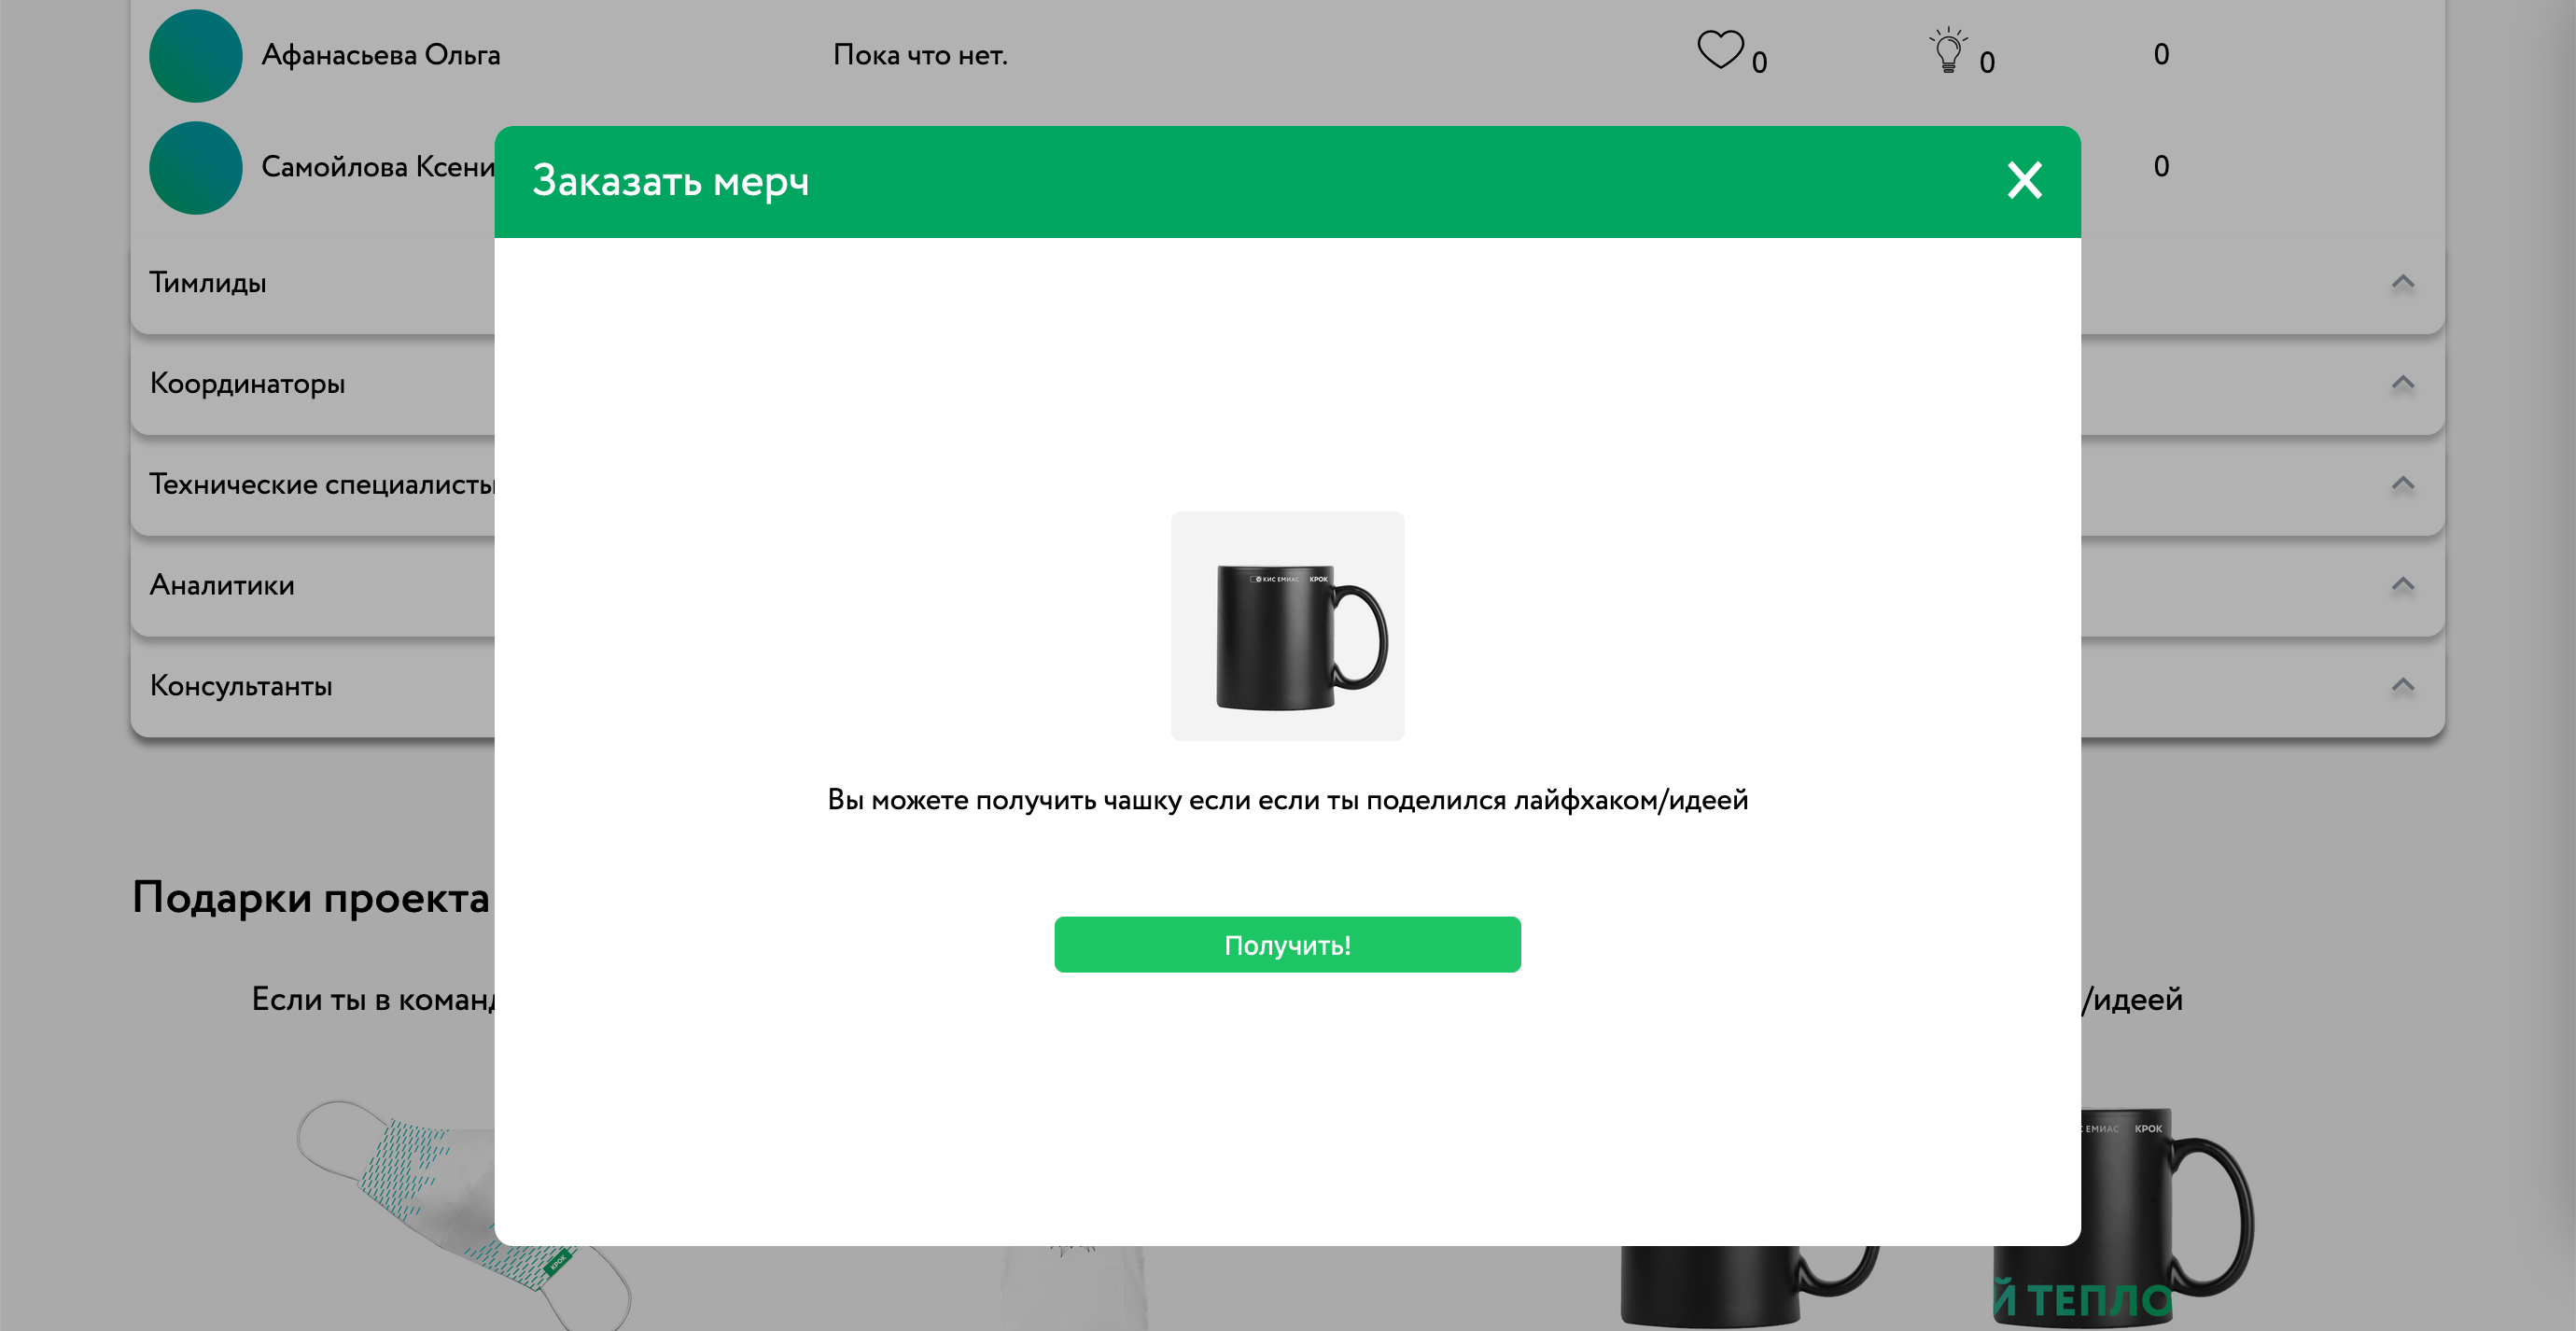 Афанасьева Ольга
Пока что нет.
0
0
0
Самойлова Ксени
0
Заказать мерч
Тимлиды
Координаторы
Технические специалисты
Аналитики
Консультанты
КИС ЕМИАС КРОК
Вы можете получить чашку если если ты поделился лайфхаком/идеей
Получить!
Подарки проекта
Если ты в команд
/идеей
ЕМИАС КРОК
КРОК
Й ТЕПЛО